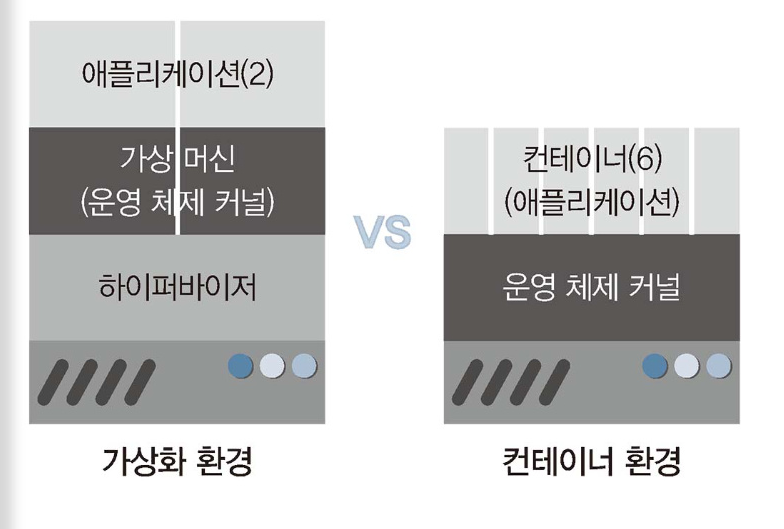 애플리케이션(2)
가상 머신
(운영 체제 커널)
하이퍼바이저
가상화 환경
VS
컨테이너(6)
(애플리케이션)
운영 체제 커널
컨테이너 환경